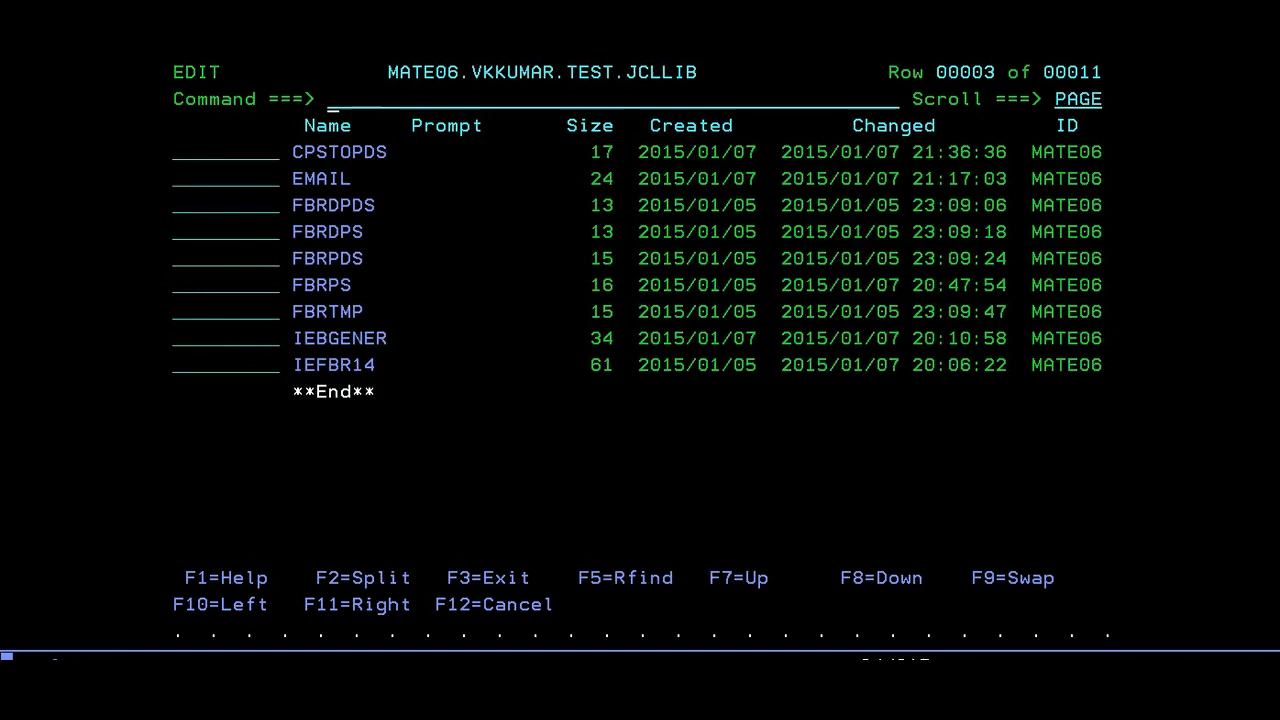 EDIT MATE06.VKKUMAR.TEST.JCLLIB Row 00003 of 00011
Command ===> Scroll ===> PAGE
Name Prompt Size Created Changed ID
CPSTOPDS 17 2015/01/07 2015/01/07 21:36:36 MATE06
EMAIL 24 2015/01/07 2015/01/07 21:17:03 MATE06
FBRDPDS 13 2015/01/05 2015/01/05 23:09:06 MATE06
FBRDPS 13 2015/01/05 2015/01/05 23:09:18 MATE06
FBRPDS 15 2015/01/05 2015/01/05 23:09:24 MATE06
FBRPS 16 2015/01/05 2015/01/05 20:47:54 MATE06
FBRTMP 15 2015/01/05 2015/01/05 23:09:47 MATE06
IEBGENER 34 2015/01/07 2015/01/07 20:10:58 MATE06
IEFBR14 61 2015/01/05 2015/01/07 20:06:22 MATE06
**End**
F1=Help F2=Split F3=Exit F5=Rfind F7=Up F8=Down F9=Swap
F10=Left F11=Right F12=Cancel
. . . . . . . . . . . . . . . . . . . . . . . . . . .